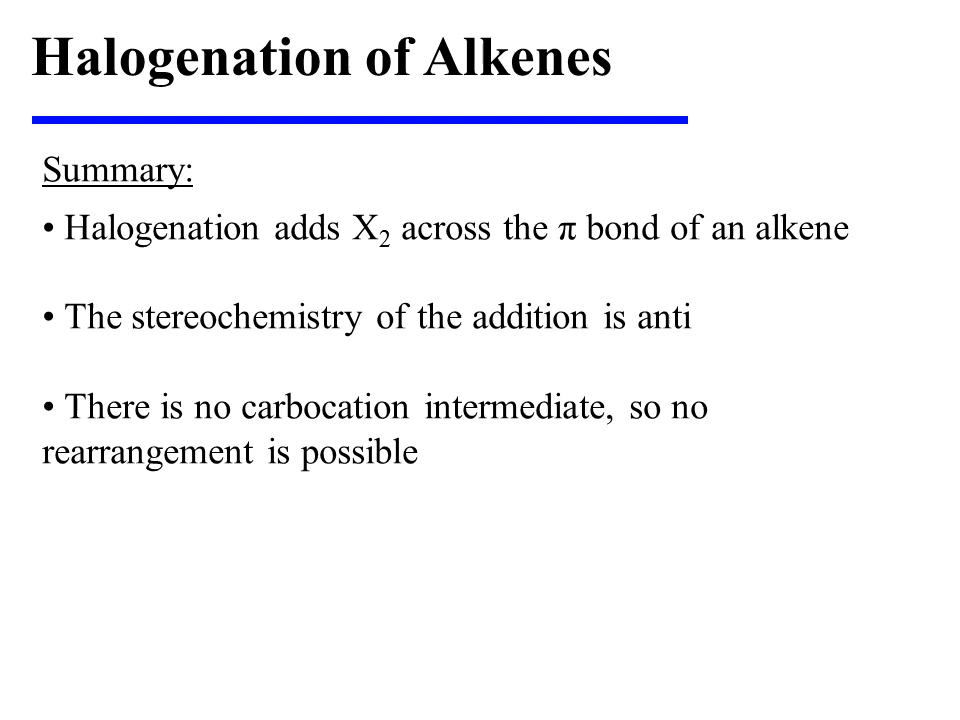 Halogenation of Alkenes
Summary:
• Halogenation adds X₂ across the π bond of an alkene
• The stereochemistry of the addition is anti
• There is no carbocation intermediate, so no
rearrangement is possible